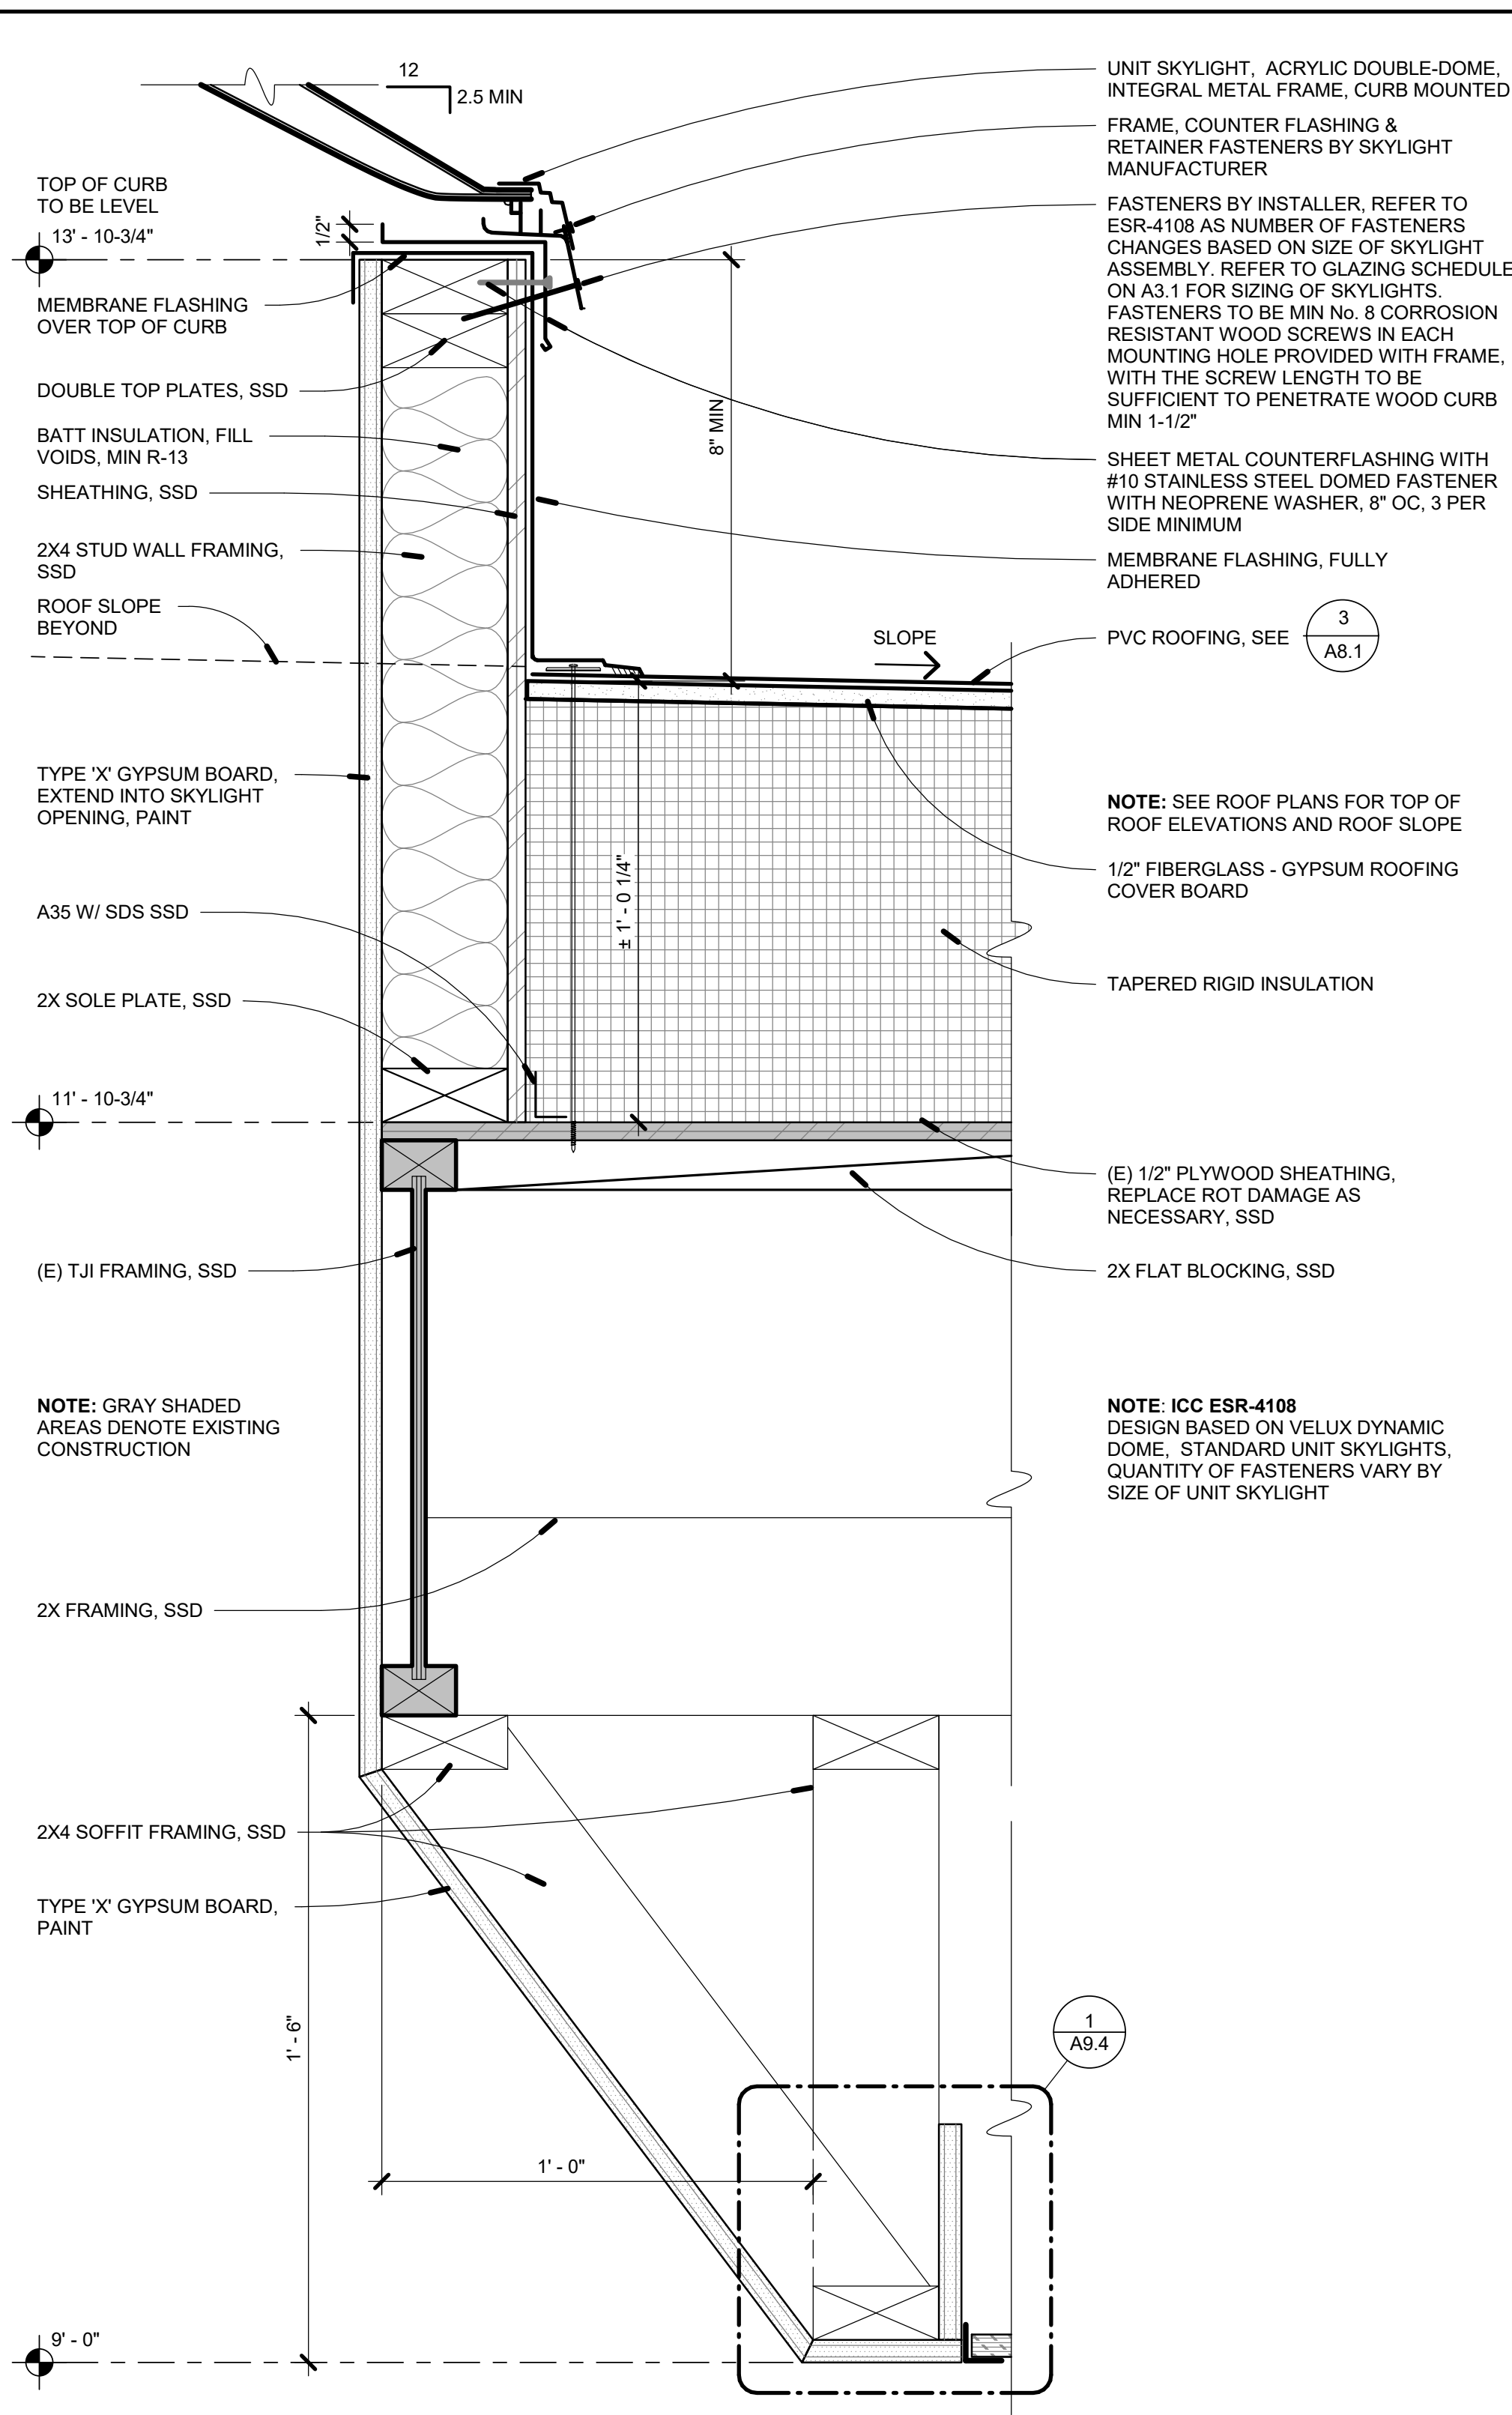 12
2.5 MIN
TOP OF CURB
TO BE LEVEL
13' - 10-3/4"
1/2"
MEMBRANE FLASHING
OVER TOP OF CURB
DOUBLE TOP PLATES, SSD
BATT INSULATION, FILL
VOIDS, MIN R-13
SHEATHING, SSD
2X4 STUD WALL FRAMING,
SSD
ROOF SLOPE
BEYOND
TYPE 'X' GYPSUM BOARD,
EXTEND INTO SKYLIGHT
OPENING, PAINT
A35 W/ SDS SSD
2X SOLE PLATE, SSD
11' - 10-3/4"
(E) TJI FRAMING, SSD
NOTE: GRAY SHADED
AREAS DENOTE EXISTING
CONSTRUCTION
2X FRAMING, SSD
2X4 SOFFIT FRAMING, SSD
TYPE 'X' GYPSUM BOARD,
PAINT
1' - 6"
1' - 0"
9' - 0"
8" MIN
SLOPE
± 1' - 0 1/4"
UNIT SKYLIGHT, ACRYLIC DOUBLE-DOME,
INTEGRAL METAL FRAME, CURB MOUNTED
FRAME, COUNTER FLASHING &
RETAINER FASTENERS BY SKYLIGHT
MANUFACTURER
FASTENERS BY INSTALLER, REFER TO
ESR-4108 AS NUMBER OF FASTENERS
CHANGES BASED ON SIZE OF SKYLIGHT
ASSEMBLY. REFER TO GLAZING SCHEDULE
ON A3.1 FOR SIZING OF SKYLIGHTS.
FASTENERS TO BE MIN No. 8 CORROSION
RESISTANT WOOD SCREWS IN EACH
MOUNTING HOLE PROVIDED WITH FRAME,
WITH THE SCREW LENGTH TO BE
SUFFICIENT TO PENETRATE WOOD CURB
MIN 1-1/2"
SHEET METAL COUNTERFLASHING WITH
#10 STAINLESS STEEL DOMED FASTENER
WITH NEOPRENE WASHER, 8" OC, 3 PER
SIDE MINIMUM
MEMBRANE FLASHING, FULLY
ADHERED
PVC ROOFING, SEE
3
A8.1
NOTE: SEE ROOF PLANS FOR TOP OF
ROOF ELEVATIONS AND ROOF SLOPE
1/2" FIBERGLASS - GYPSUM ROOFING
COVER BOARD
TAPERED RIGID INSULATION
(E) 1/2" PLYWOOD SHEATHING,
REPLACE ROT DAMAGE AS
NECESSARY, SSD
2X FLAT BLOCKING, SSD
NOTE: ICC ESR-4108
DESIGN BASED ON VELUX DYNAMIC
DOME, STANDARD UNIT SKYLIGHTS,
QUANTITY OF FASTENERS VARY BY
SIZE OF UNIT SKYLIGHT
1
A9.4